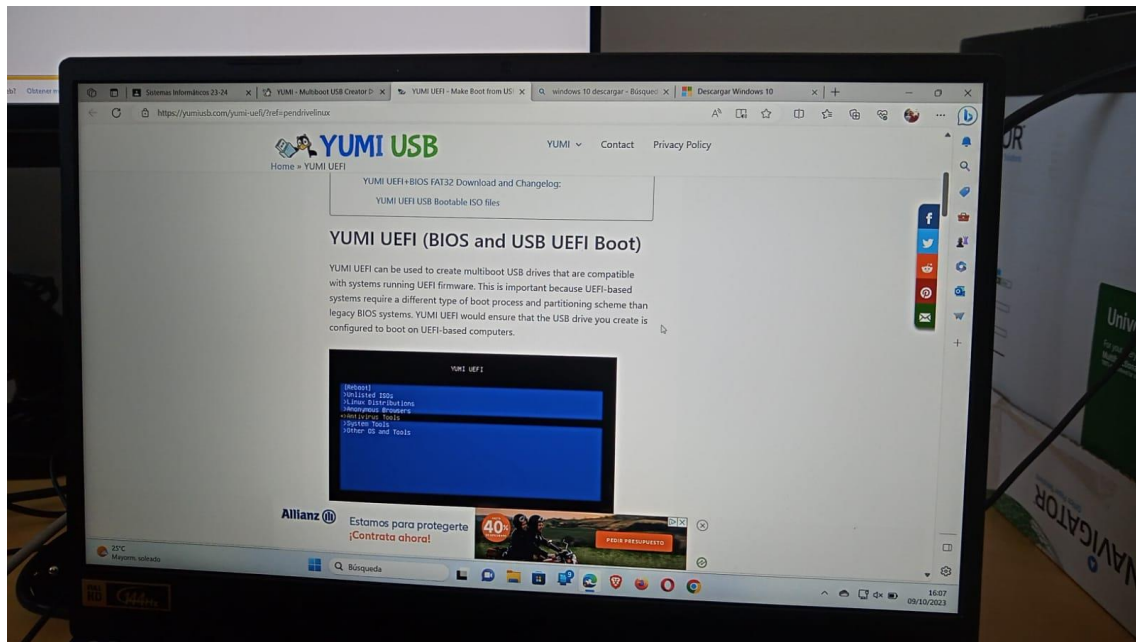 Obtener m
Sistemas Informáticos 23-24
YUMI - Multiboot USB Creator
YUMI UEFI - Make Boot from US
windows 10 descargar - Búsqued
Descargar Windows 10
https://yumiusb.com/yumi-uefi/?ref=pendrivelinux
YUMI USB
YUMI
Contact
Privacy Policy
Home » YUMI UEFI
YUMI UEFI+BIOS FAT32 Download and Changelog:
YUMI UEFI USB Bootable ISO files
YUMI UEFI (BIOS and USB UEFI Boot)
YUMI UEFI can be used to create multiboot USB drives that are compatible
with systems running UEFI firmware. This is important because UEFI-based
systems require a different type of boot process and partitioning scheme than
legacy BIOS systems. YUMI UEFI would ensure that the USB drive you create is
configured to boot on UEFI-based computers.
YUMI UEFI
[Reboot]
>Unlisted ISOs
>Linux Distributions
>Anonymous Browsers
>Antivirus Tools
>System Tools
>Other OS and Tools
Allianz
Estamos para protegerte
¡Contrata ahora!
40%
PEDIR PRESUPUESTO
25°C
Mayorm. soleado
Búsqueda
16:07
09/10/2023
FULL
HD
Univ
NAVIGATOR